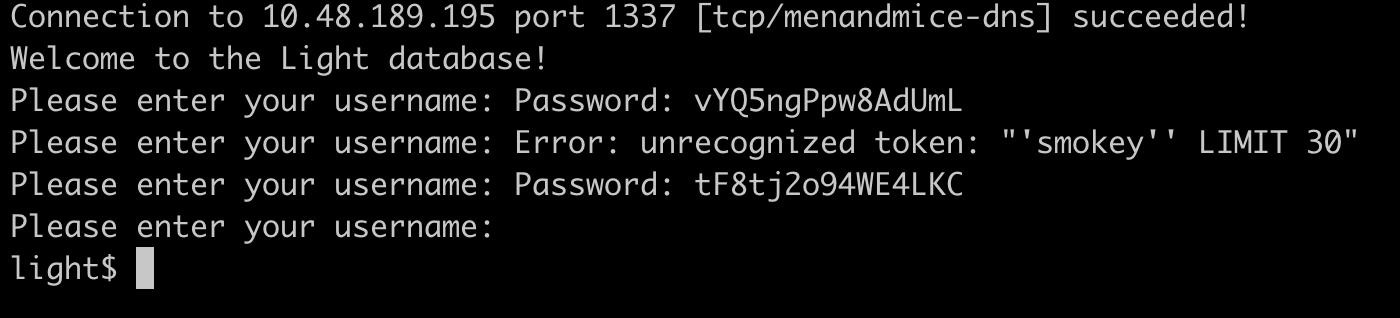 Connection to 10.48.189.195 port 1337 [tcp/menandmice-dns] succeeded!
Welcome to the Light database!
Please enter your username: Password: vYQ5ngPpw8AdUmL
Please enter your username: Error: unrecognized token: "'smokey'' LIMIT 30"
Please enter your username: Password: tF8tj2o94WE4LKC
Please enter your username:
light$